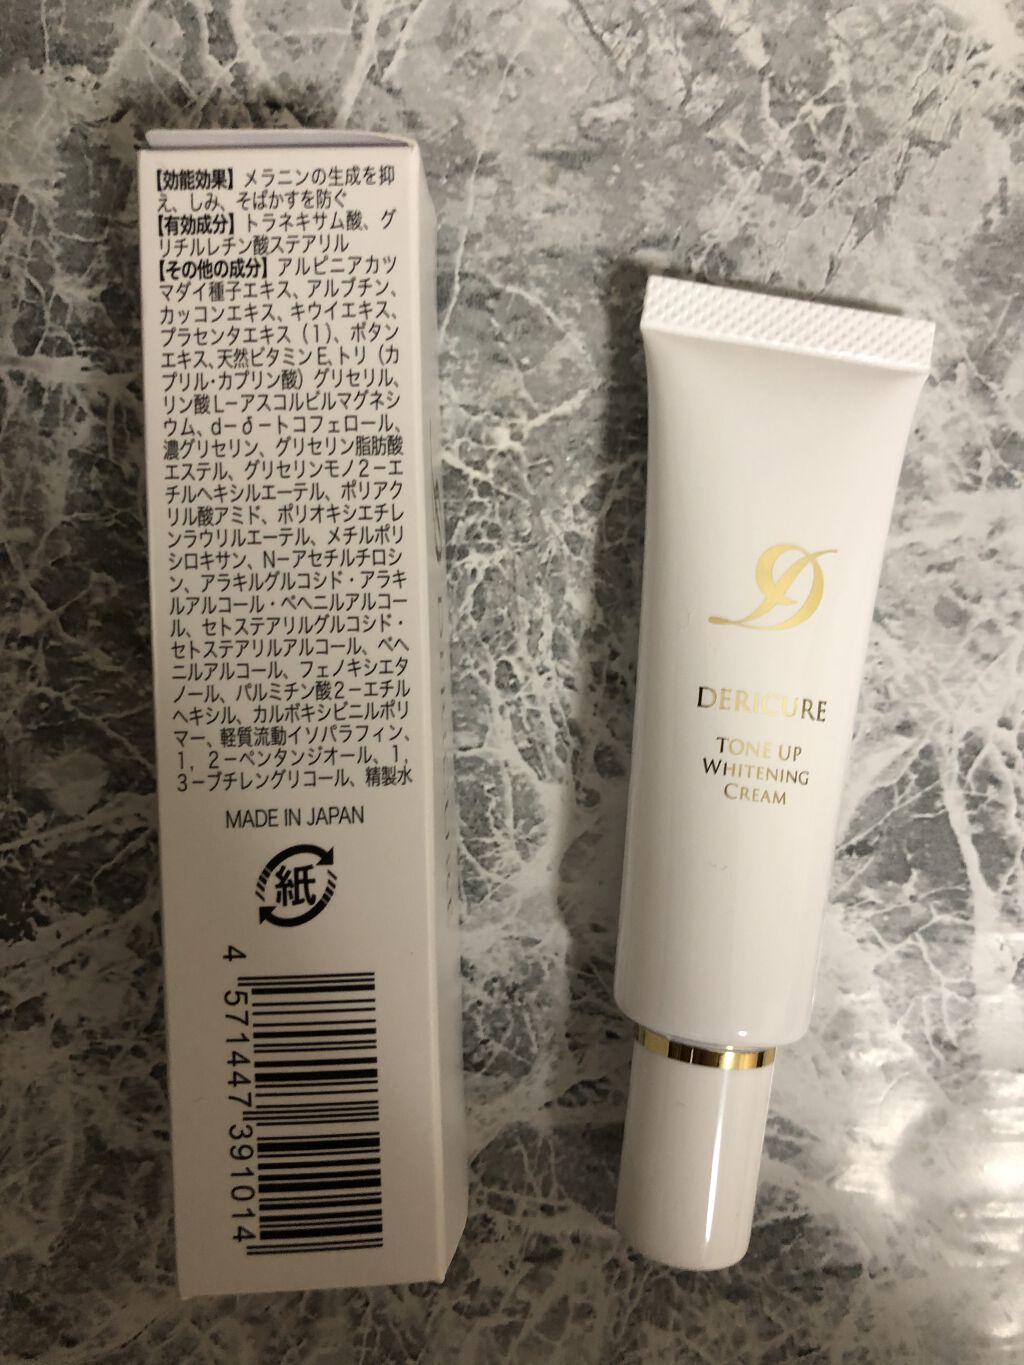 【効能効果】メラニンの生成を抑
え、しみ、そばかすを防ぐ
【有効成分】トラネキサム酸、グ
リチルレチン酸ステアリル
【その他の成分】アルピニアカツ
マダイ種子エキス、アルブチン、
カッコンエキス、キウイエキス、
プラセンタエキス（1）、ボタン
エキス、天然ビタミンE、トリ（カ
プリル・カプリン酸）グリセリル、
リン酸L－アスコルビルマグネシ
ウム、d－δ－トコフェロール、
濃グリセリン、グリセリン脂肪酸
エステル、グリセリンモノ2－エ
チルヘキシルエーテル、ポリアク
リル酸アミド、ポリオキシエチレ
ンラウリルエーテル、メチルポリ
シロキサン、N－アセチルチロシ
ン、アラキルグルコシド・アラキ
ルアルコール・ベヘニルアルコー
ル、セトステアリルグルコシド・
セトステアリルアルコール、ベヘ
ニルアルコール、フェノキシエタ
ノール、パルミチン酸2－エチル
ヘキシル、カルボキシビニルポリ
マー、軽質流動イソパラフィン、
1，2－ペンタンジオール、1，
3－ブチレングリコール、精製水
MADE IN JAPAN
紙
4 571447 391014
D
DERICURE
TONE UP
WHITENING
CREAM